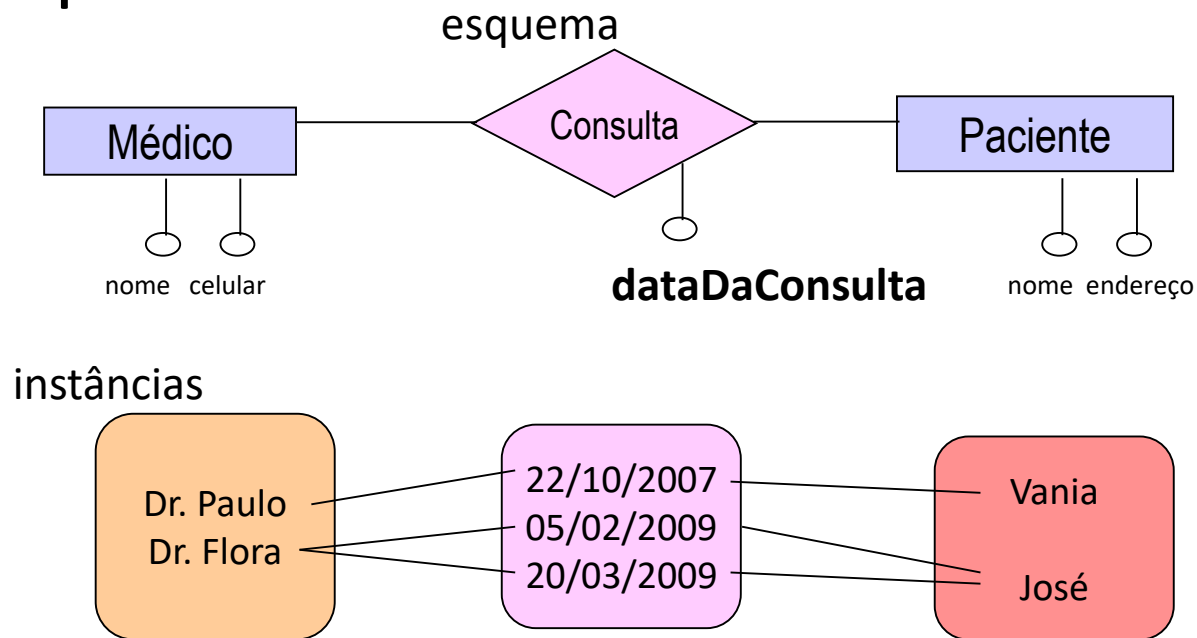 esquema
Médico
Consulta
Paciente
nome celular
dataDaConsulta
nome endereço
instâncias
Dr. Paulo
Dr. Flora
22/10/2007
05/02/2009
20/03/2009
Vania
José